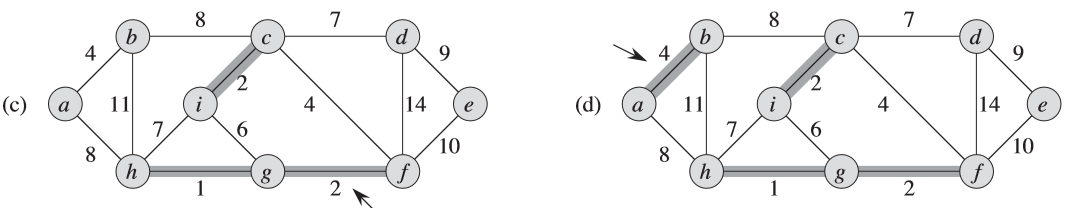 8 7 8 7
b c d b c d
4 9 4 9
2 2
(c) a 11 i 4 14 e (d) a 11 i 4 14 e
7 6 7 6
8 10 8 10
h g f h g f
1 2 1 2